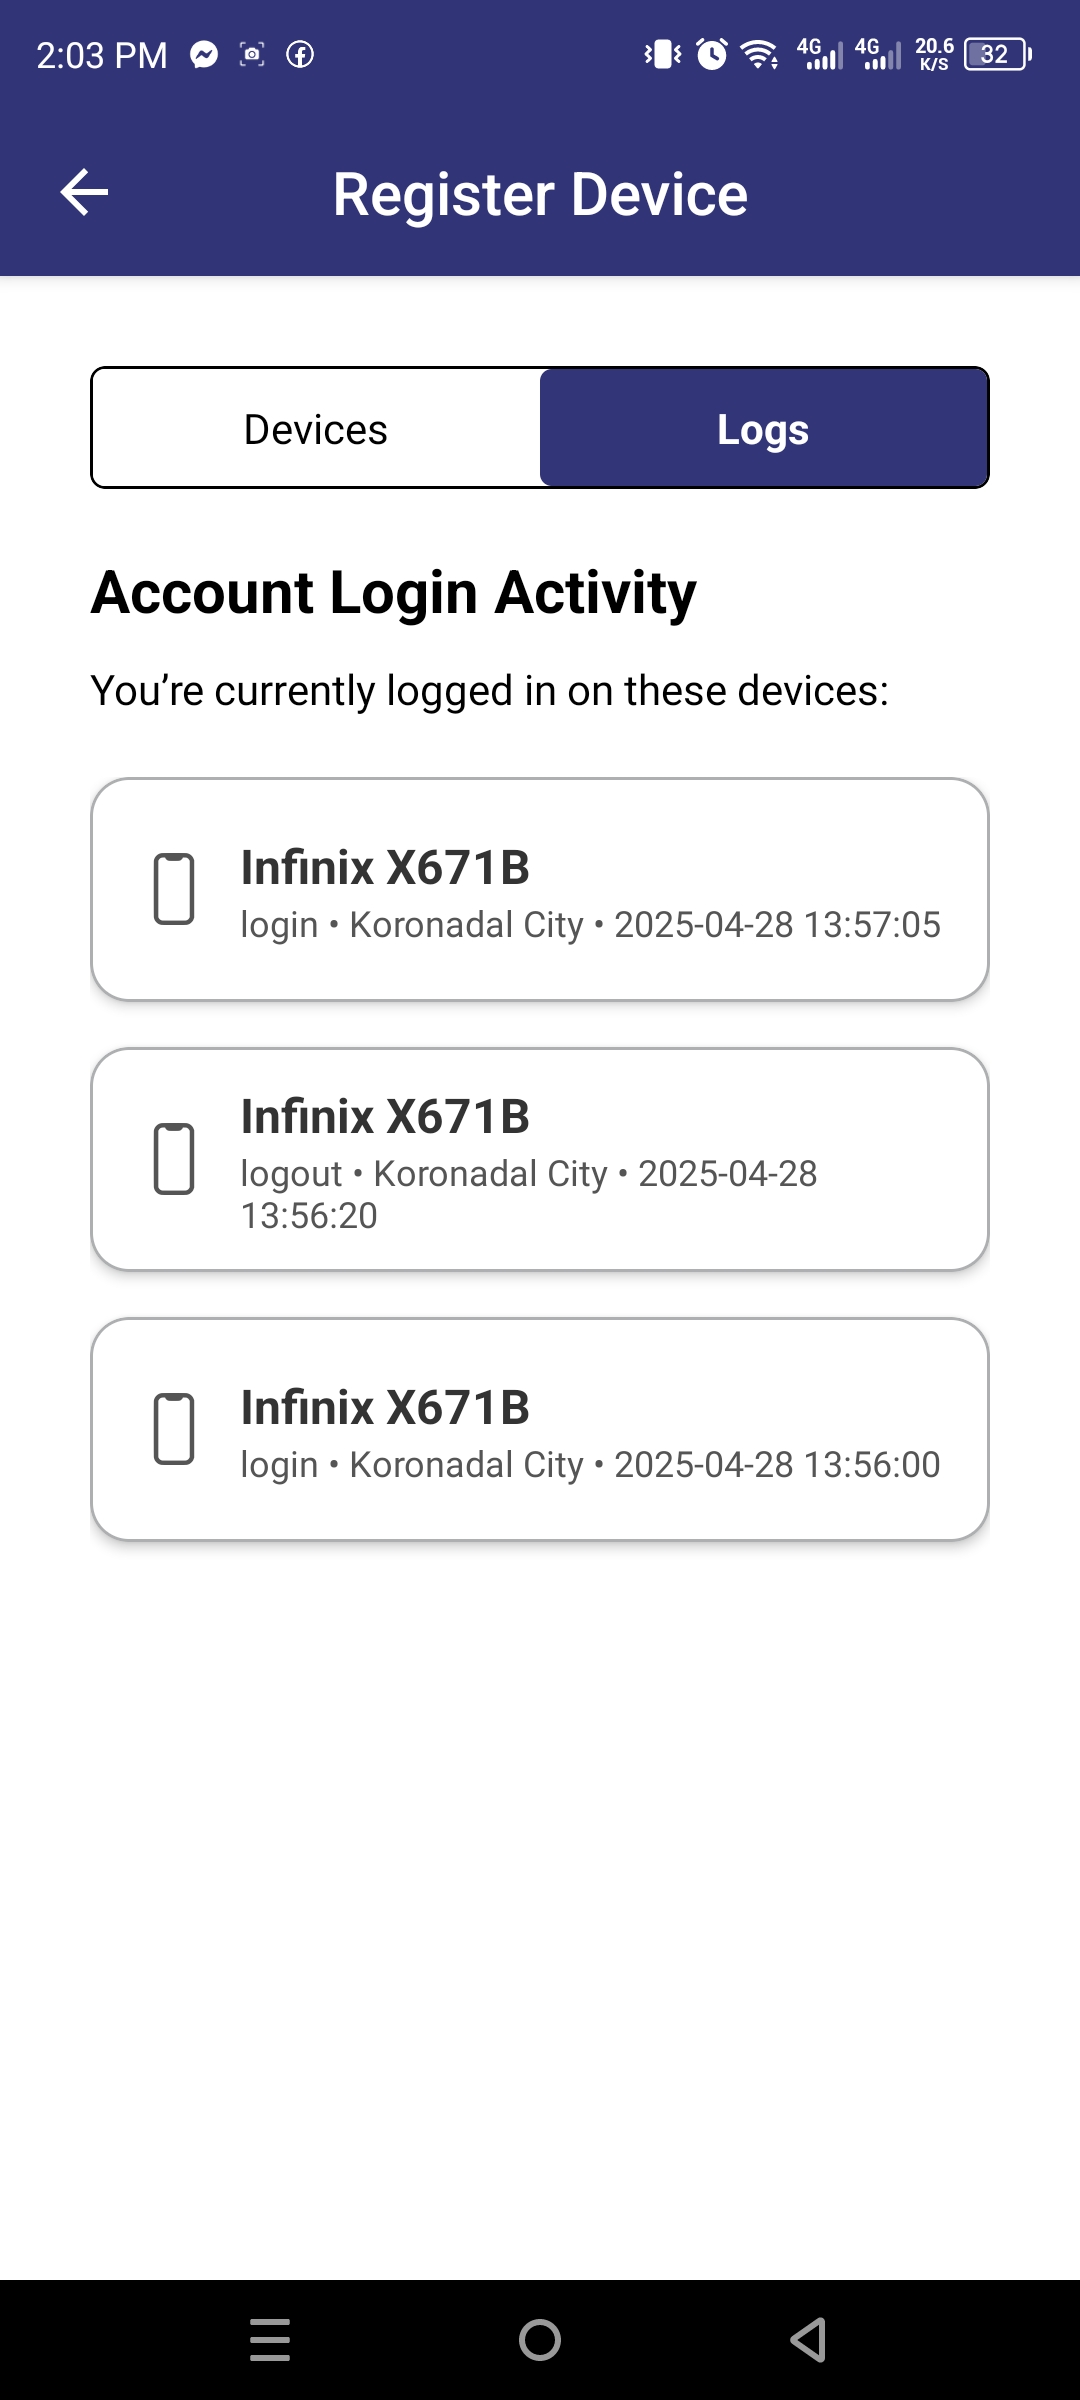 2:03 PM
4G 4G 20.6 K/S 32
Register Device
Devices
Logs
Account Login Activity
You’re currently logged in on these devices:
Infinix X671B
login • Koronadal City • 2025-04-28 13:57:05
Infinix X671B
logout • Koronadal City • 2025-04-28
13:56:20
Infinix X671B
login • Koronadal City • 2025-04-28 13:56:00